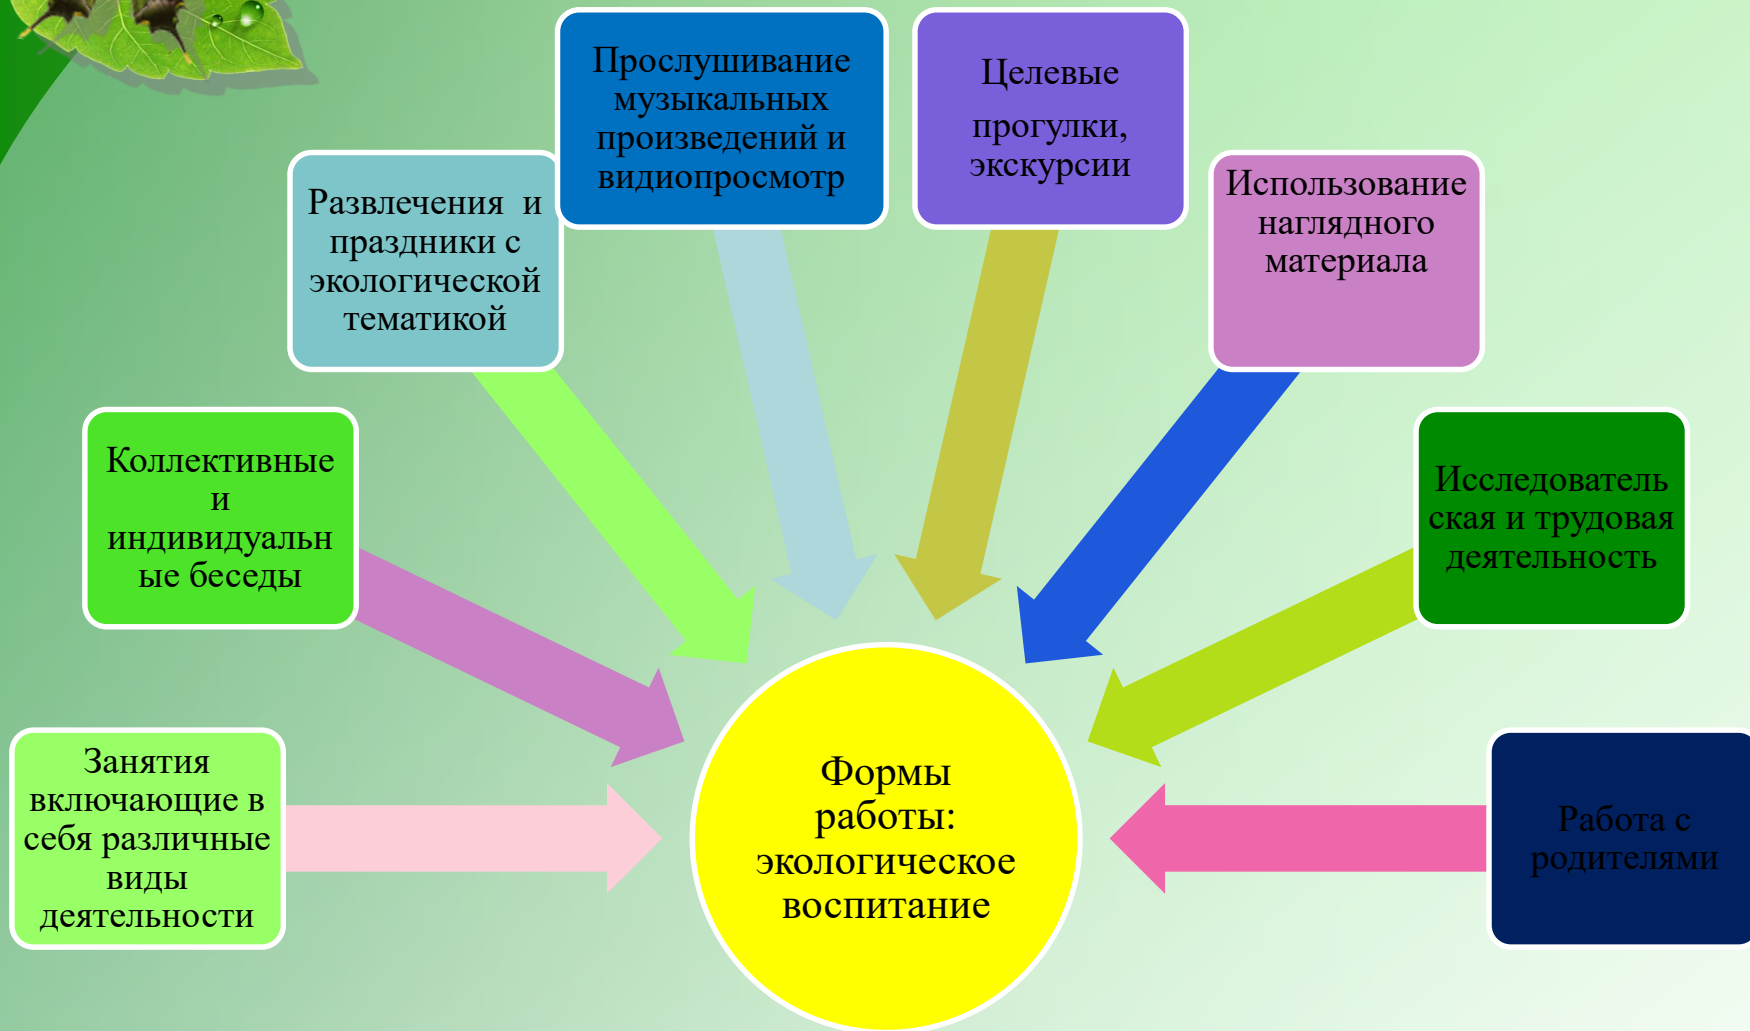 Прослушивание
музыкальных
произведений и
видиопросмотр
Целевые
прогулки,
экскурсии
Развлечения и
праздники с
экологической
тематикой
Использование
наглядного
материала
Коллективные
и
индивидуальн
ые беседы
Исследователь
ская и трудовая
деятельность
Занятия
включающие в
себя различные
виды
деятельности
Формы
работы:
экологическое
воспитание
Работа с
родителями